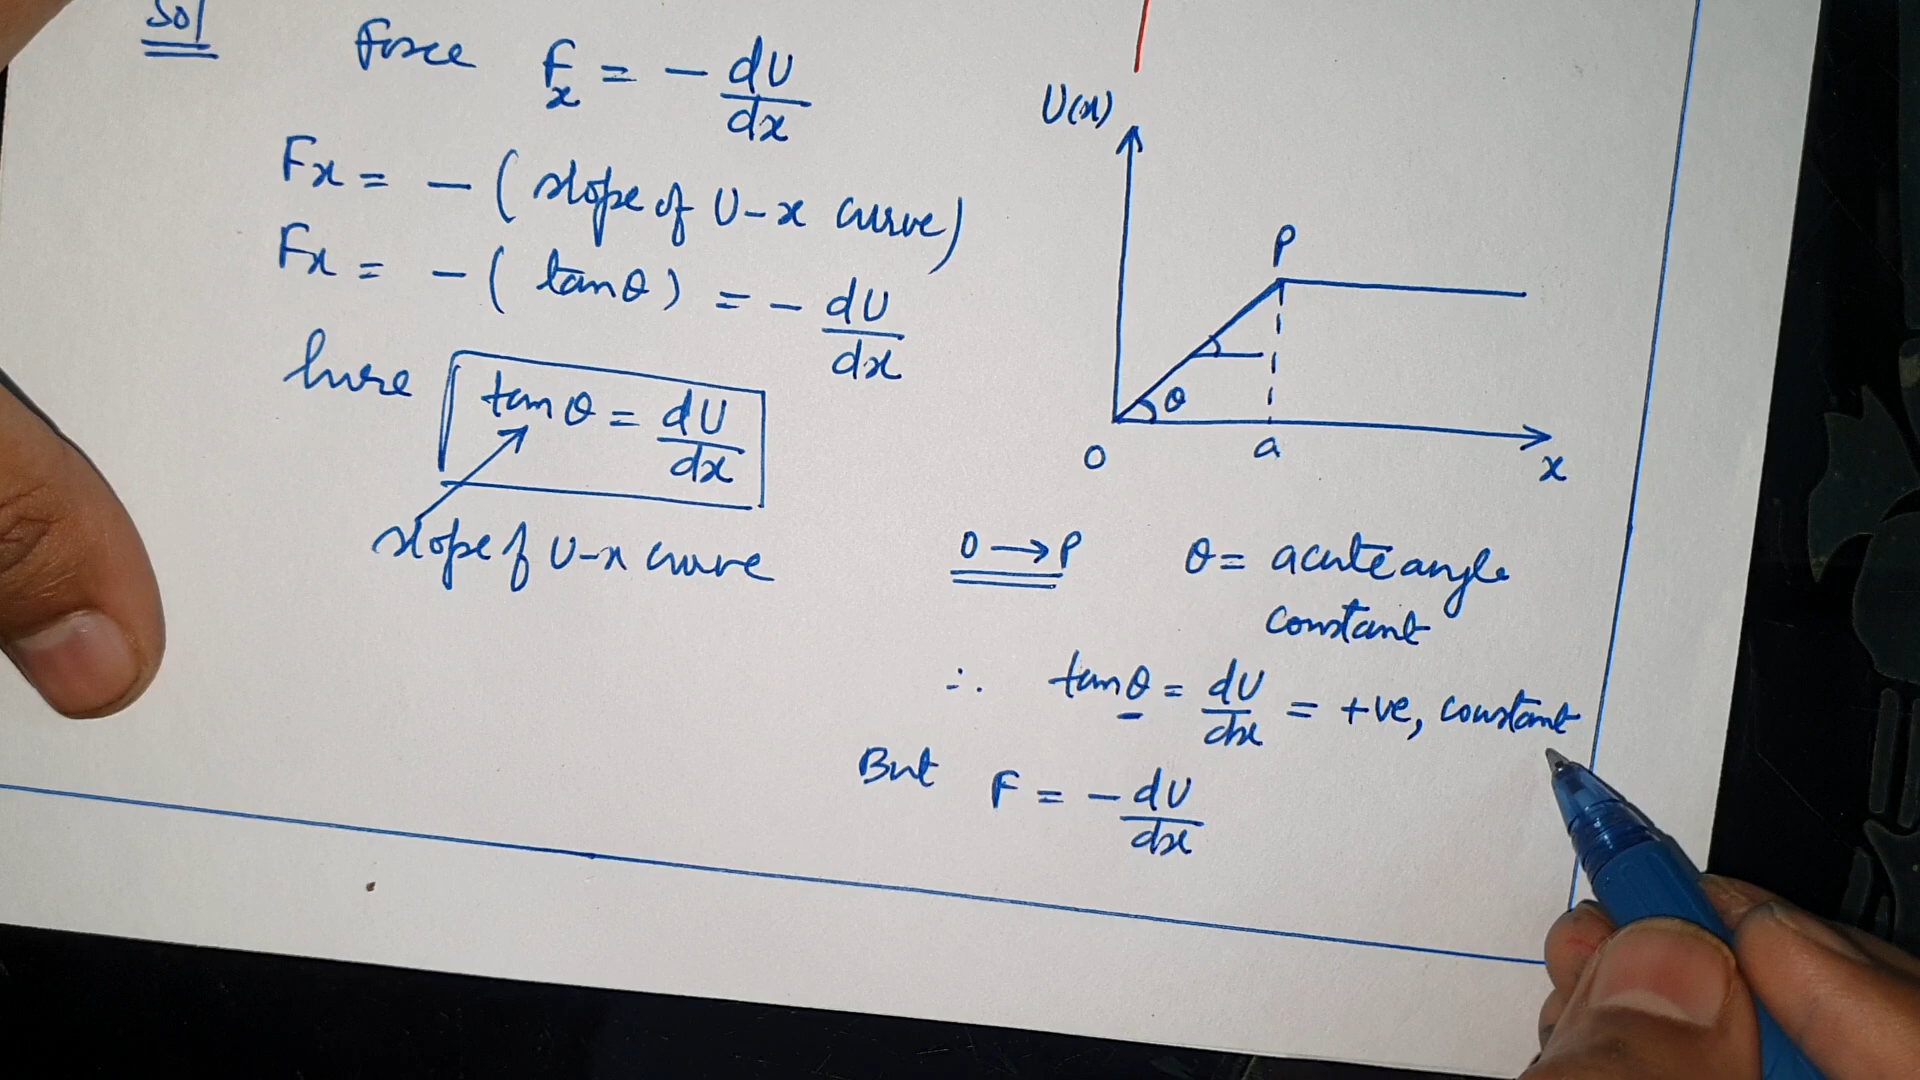 Sol
Force Fx = - dU/dx
Fx = - ( slope of U-x curve)
Fx = - ( tanθ) = - dU/dx
here tan θ = dU/dx
slope of U-x curve
U(x)
P
θ
O
a
x
O → P θ = acute angle
constant
∴ tanθ = dU/dx = +ve, constant
But F = - dU/dx